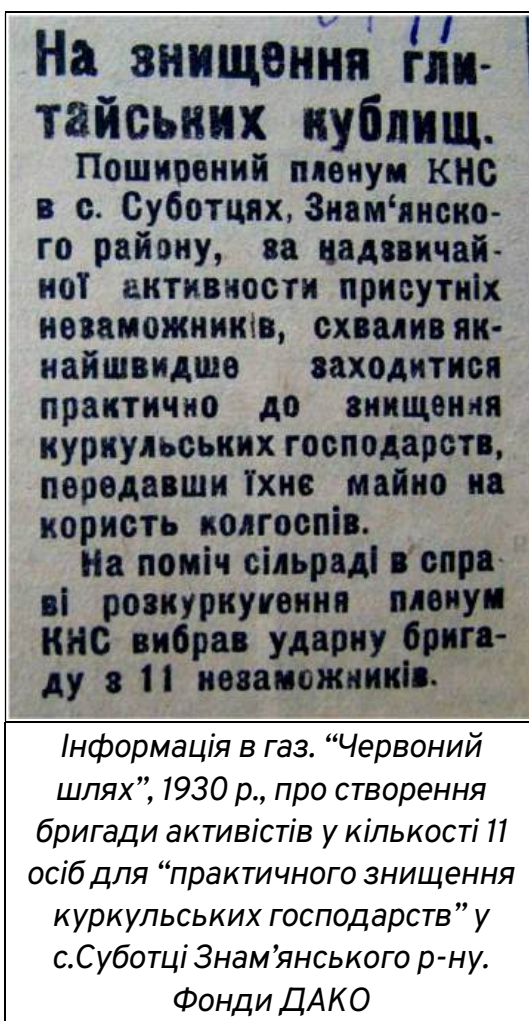 На знищення гли-
тайських кублищ.
Поширений пленум КНС
в с. Суботцях, Знам‘янско-
го району, за надзвичай-
ної активности присутніх
незаможників, схвалив як-
найшвидше заходитися
практично до знищення
куркульських господарств,
передавши їхнє майно на
користь колгоспів.
На поміч сільраді в спра-
ві розкуркулення пленум
КНС вибрав ударну брига-
ду з 11 незаможників.
Інформація в газ. “Червоний
шлях”, 1930 р., про створення
бригади активістів у кількості 11
осіб для “практичного знищення
куркульських господарств” у
с.Суботці Знам’янського р-ну.
Фонди ДАКО